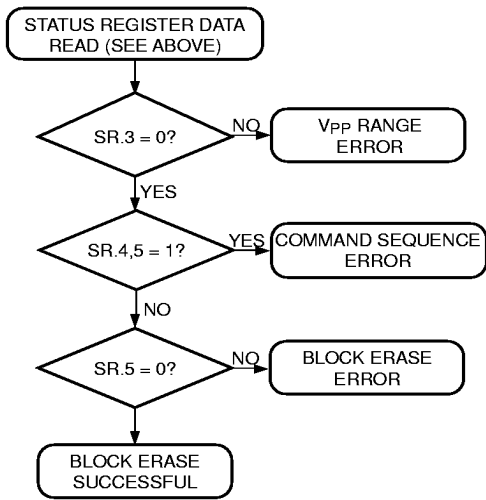 STATUS REGISTER DATA
READ (SEE ABOVE)
SR.3 = 0?
NO
VPP RANGE
ERROR
YES
SR.4,5 = 1?
YES
COMMAND SEQUENCE
ERROR
NO
SR.5 = 0?
NO
BLOCK ERASE
ERROR
BLOCK ERASE
SUCCESSFUL